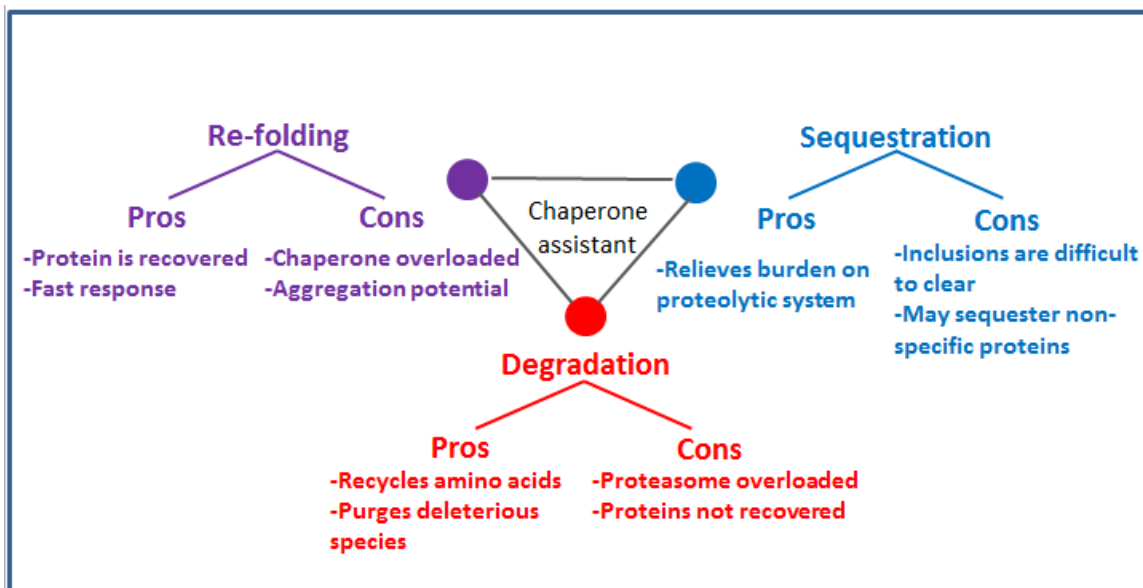 Re-folding
Pros
Cons
-Protein is recovered
-Fast response
-Chaperone overloaded
-Aggregation potential
Chaperone
assistant
Sequestration
Pros
Cons
-Relieves burden on
proteolytic system
-Inclusions are difficult
to clear
-May sequester non-
specific proteins
Degradation
Pros
Cons
-Recycles amino acids
-Purges deleterious
species
-Proteasome overloaded
-Proteins not recovered